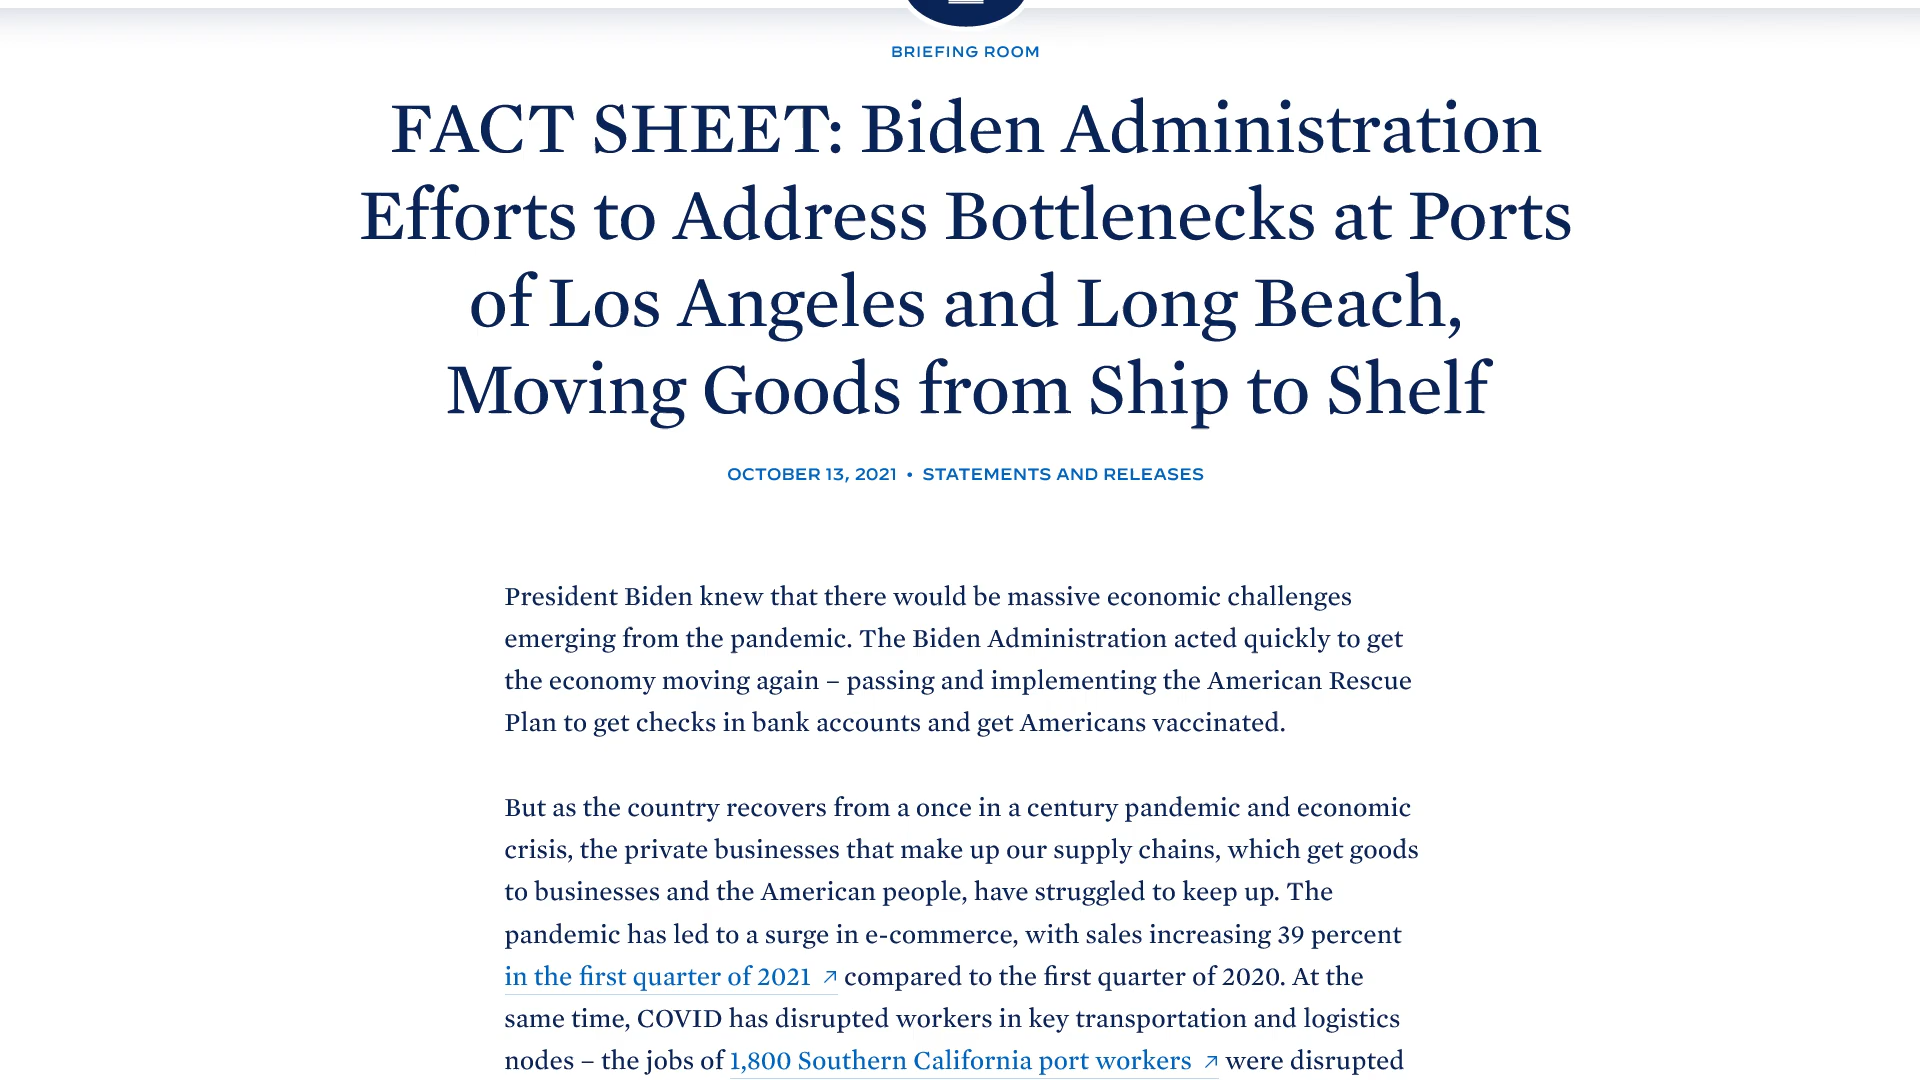 BRIEFING ROOM
FACT SHEET: Biden Administration
Efforts to Address Bottlenecks at Ports
of Los Angeles and Long Beach,
Moving Goods from Ship to Shelf
OCTOBER 13, 2021 • STATEMENTS AND RELEASES
President Biden knew that there would be massive economic challenges
emerging from the pandemic. The Biden Administration acted quickly to get
the economy moving again – passing and implementing the American Rescue
Plan to get checks in bank accounts and get Americans vaccinated.
But as the country recovers from a once in a century pandemic and economic
crisis, the private businesses that make up our supply chains, which get goods
to businesses and the American people, have struggled to keep up. The
pandemic has led to a surge in e-commerce, with sales increasing 39 percent
in the first quarter of 2021 ↗ compared to the first quarter of 2020. At the
same time, COVID has disrupted workers in key transportation and logistics
nodes – the jobs of 1,800 Southern California port workers ↗ were disrupted